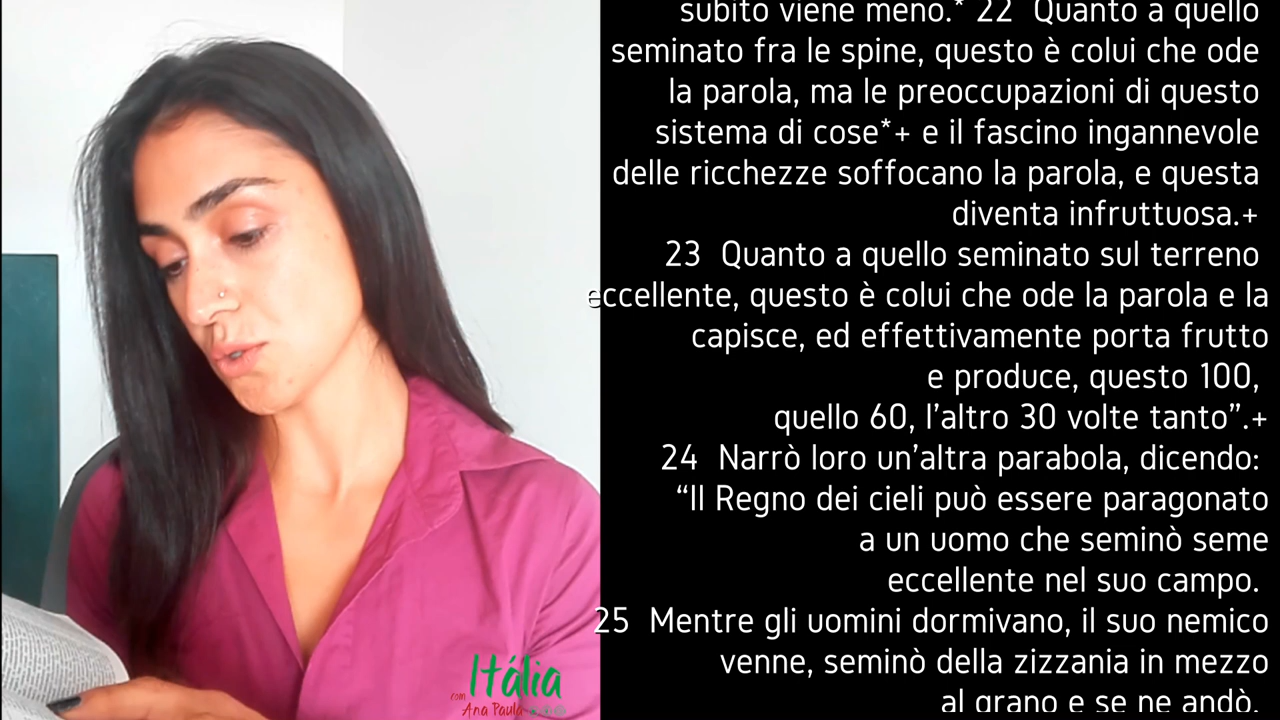 subito viene meno.* 22 Quanto a quello
seminato fra le spine, questo è colui che ode
la parola, ma le preoccupazioni di questo
sistema di cose*+ e il fascino ingannevole
delle ricchezze soffocano la parola, e questa
diventa infruttuosa.+
23 Quanto a quello seminato sul terreno
eccellente, questo è colui che ode la parola e la
capisce, ed effettivamente porta frutto
e produce, questo 100,
quello 60, l’altro 30 volte tanto”.+
24 Narrò loro un’altra parabola, dicendo:
“Il Regno dei cieli può essere paragonato
a un uomo che seminò seme
eccellente nel suo campo.
25 Mentre gli uomini dormivano, il suo nemico
venne, seminò della zizzania in mezzo
al grano e se ne andò.
Itália
com
Ana Paula